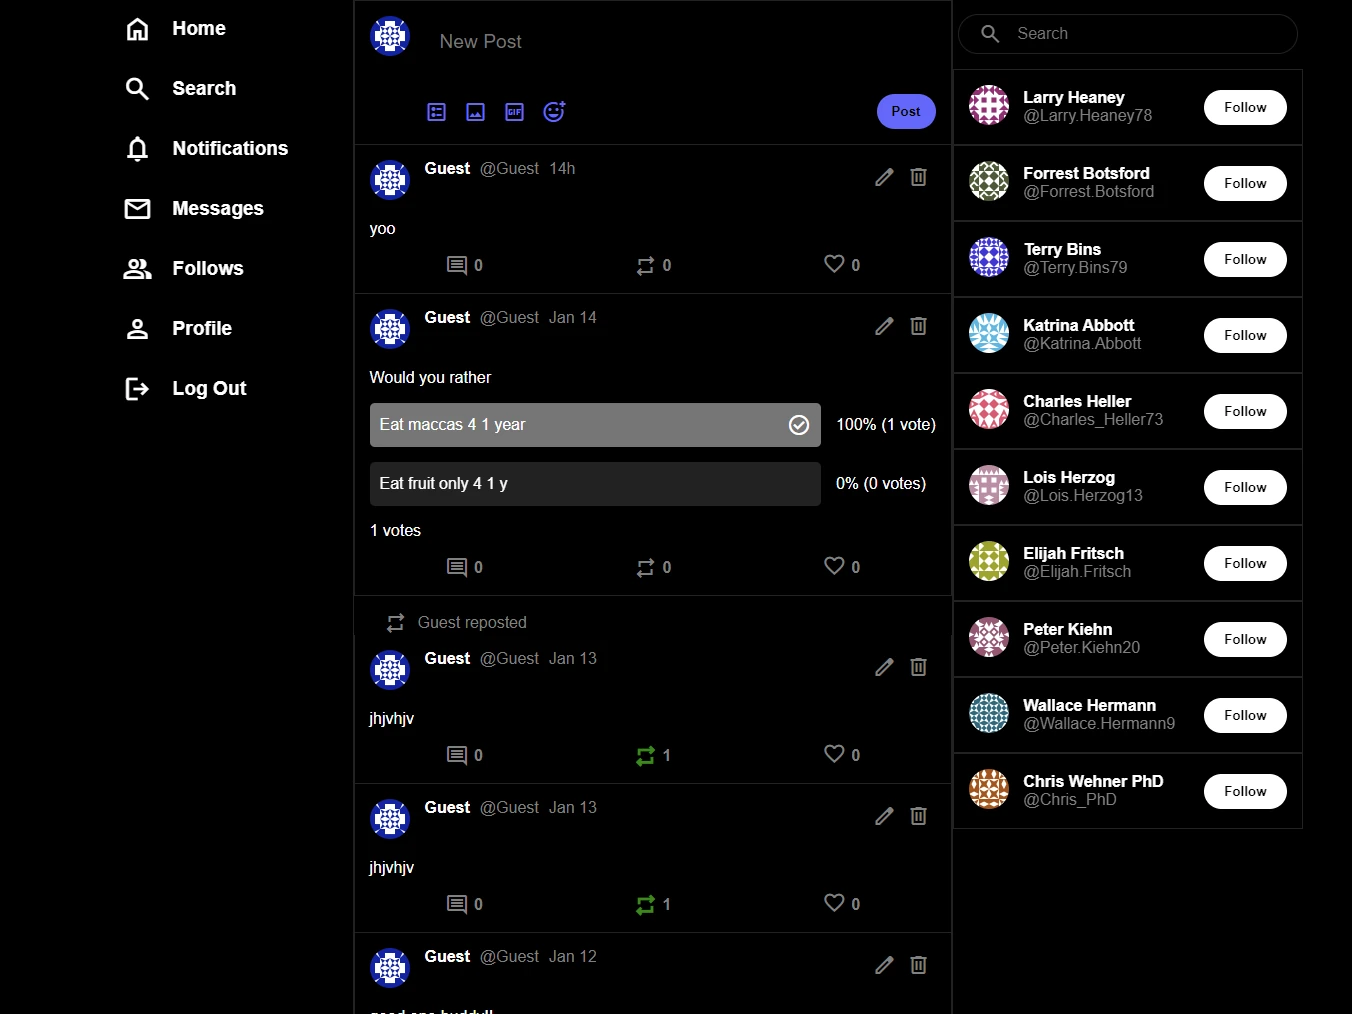 Home
Search
Notifications
Messages
Follows
Profile
Log Out
New Post
GIF
Post
Guest @Guest 14h
yoo
0 0 0
Guest @Guest Jan 14
Would you rather
Eat maccas 4 1 year 100% (1 vote)
Eat fruit only 4 1 y 0% (0 votes)
1 votes
0 0 0
Guest reposted
Guest @Guest Jan 13
jhjvhjv
0 1 0
Guest @Guest Jan 13
jhjvhjv
0 1 0
Guest @Guest Jan 12
good one buddy!!
Search
Larry Heaney
@Larry.Heaney78
Follow
Forrest Botsford
@Forrest.Botsford
Follow
Terry Bins
@Terry.Bins79
Follow
Katrina Abbott
@Katrina.Abbott
Follow
Charles Heller
@Charles_Heller73
Follow
Lois Herzog
@Lois.Herzog13
Follow
Elijah Fritsch
@Elijah.Fritsch
Follow
Peter Kiehn
@Peter.Kiehn20
Follow
Wallace Hermann
@Wallace.Hermann9
Follow
Chris Wehner PhD
@Chris_PhD
Follow